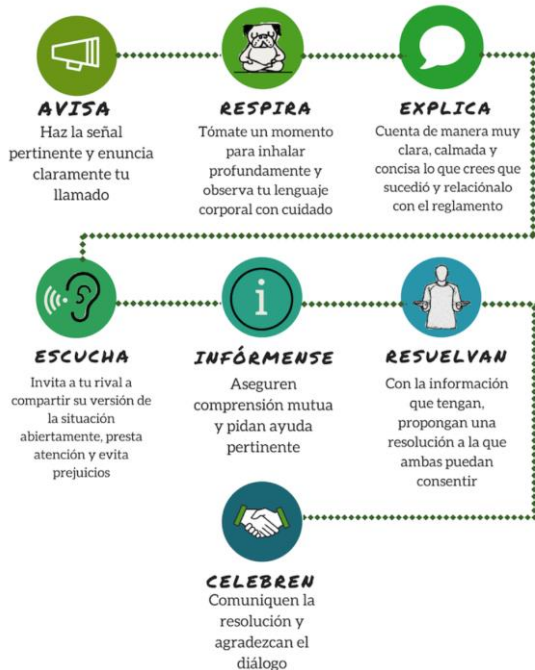 AVISA
Haz la señal
pertinente y enuncia
claramente tu
llamado
RESPIRA
Tómate un momento
para inhalar
profundamente y
observa tu lenguaje
corporal con cuidado
EXPLICA
Cuenta de manera muy
clara, calmada y
concisa lo que crees que
sucedió y relaciónalo
con el reglamento
ESCUCHA
Invita a tu rival a
compartir su versión de
la situación
abiertamente, presta
atención y evita
prejuicios
i
INFÓRMENSE
Aseguren
comprensión mutua
y pidan ayuda
pertinente
RESUELVAN
Con la información
que tengan,
propongan una
resolución a la que
ambas puedan
consentir
CELEBREN
Comuniquen la
resolución y
agradezcan el
diálogo